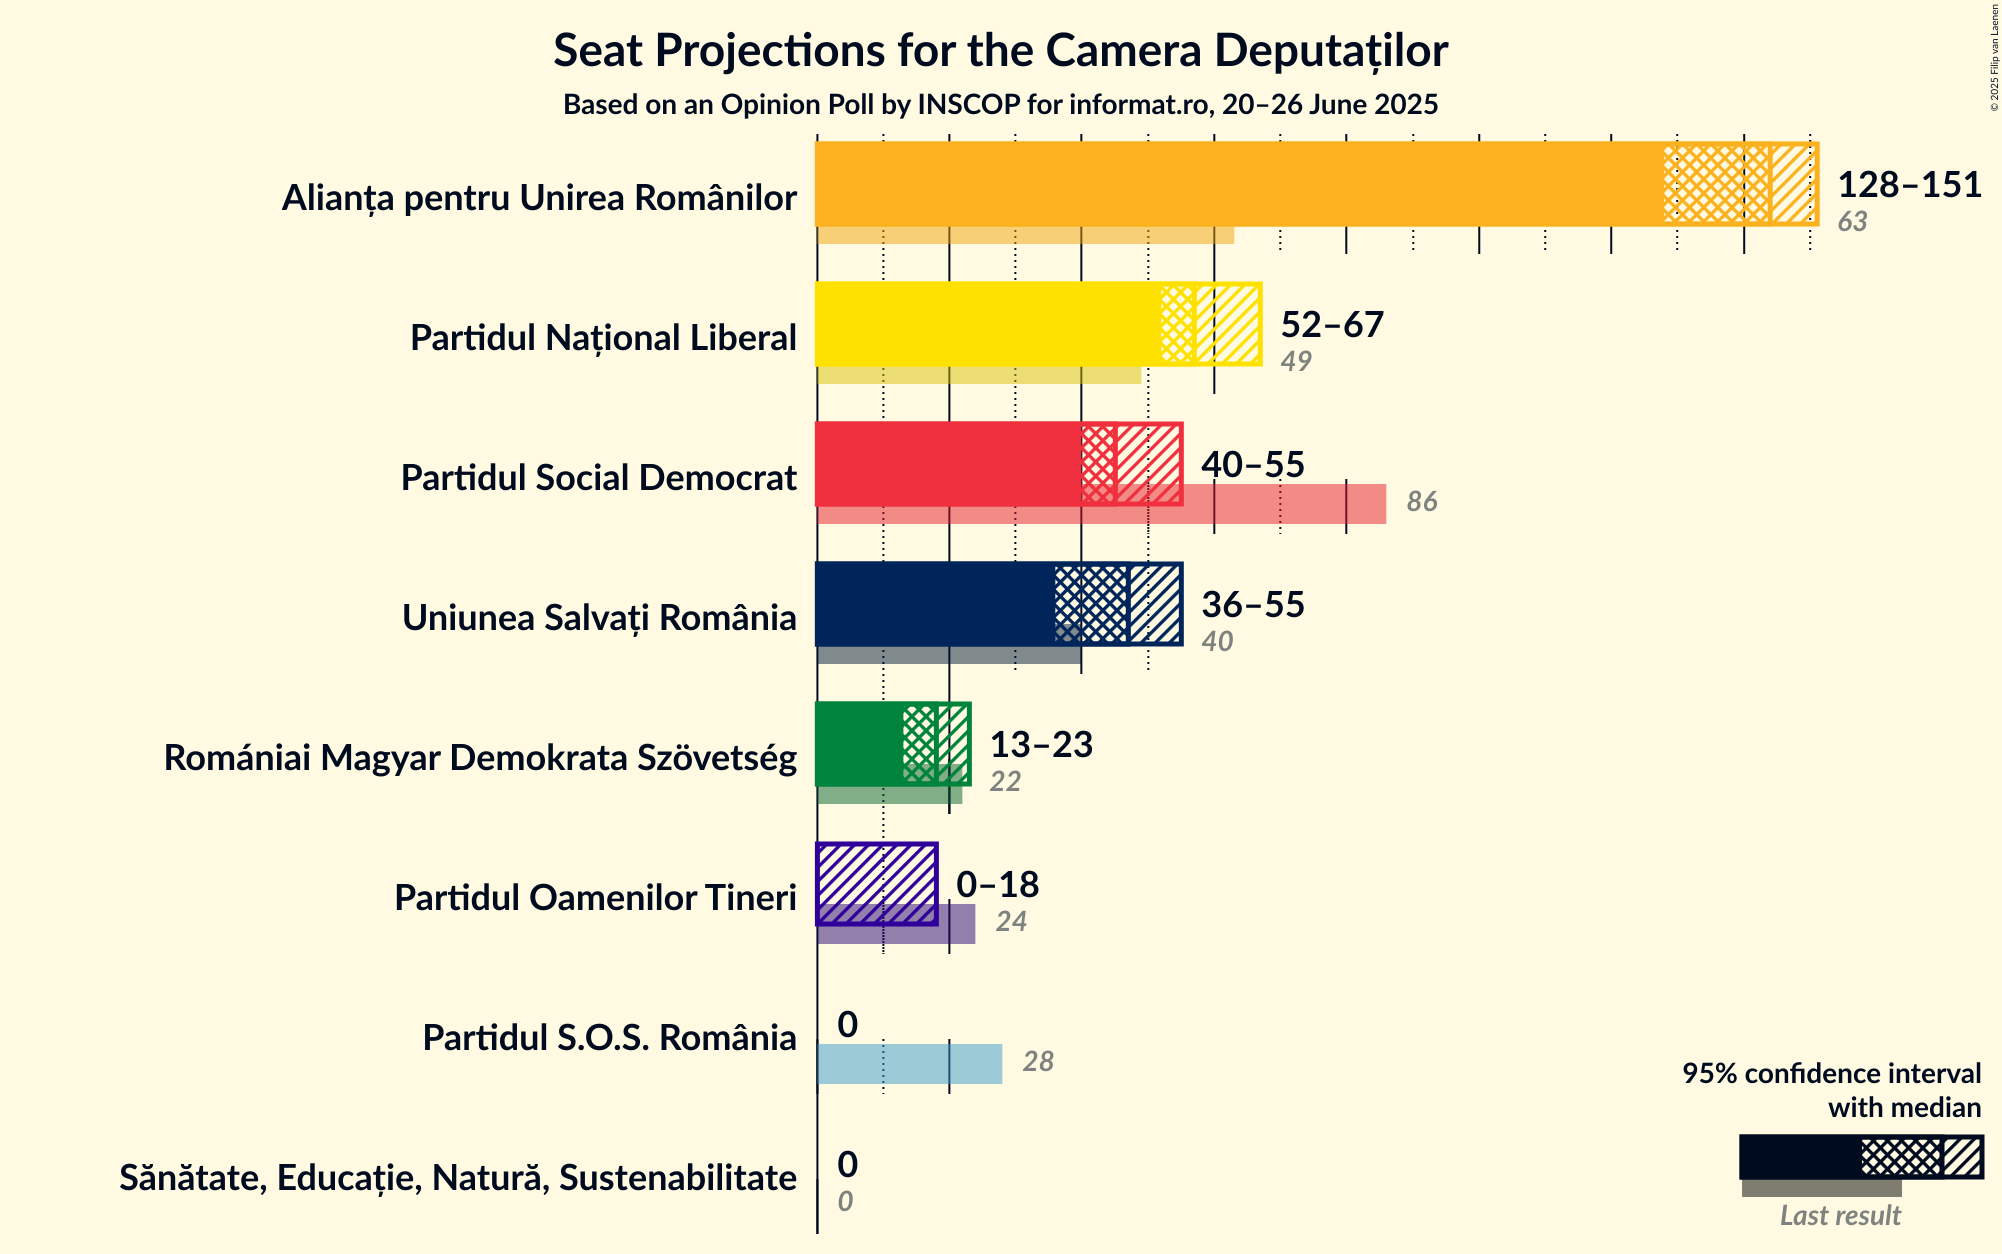 Seat Projections for the Camera Deputaților
Based on an Opinion Poll by INSCOP for informat.ro, 20–26 June 2025
© 2025 Filip van Laenen
Alianța pentru Unirea Românilor
128–151
63
Partidul Național Liberal
52–67
49
Partidul Social Democrat
40–55
86
Uniunea Salvați România
36–55
40
Romániai Magyar Demokrata Szövetség
13–23
22
Partidul Oamenilor Tineri
0–18
24
Partidul S.O.S. România
0
28
Sănătate, Educație, Natură, Sustenabilitate
0
0
95% confidence interval
with median
Last result